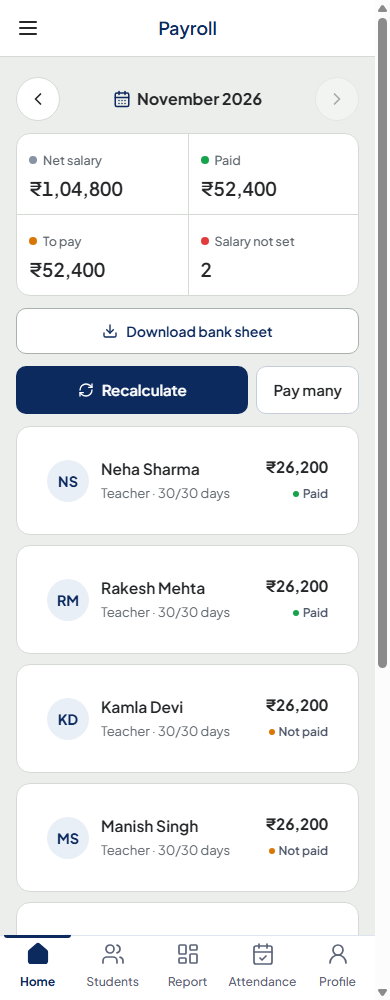 Payroll
November 2026
Net salary
₹1,04,800
Paid
₹52,400
To pay
₹52,400
Salary not set
2
Download bank sheet
Recalculate
Pay many
NS
Neha Sharma
Teacher · 30/30 days
₹26,200
Paid
RM
Rakesh Mehta
Teacher · 30/30 days
₹26,200
Paid
KD
Kamla Devi
Teacher · 30/30 days
₹26,200
Not paid
MS
Manish Singh
Teacher · 30/30 days
₹26,200
Not paid
Home
Students
Report
Attendance
Profile